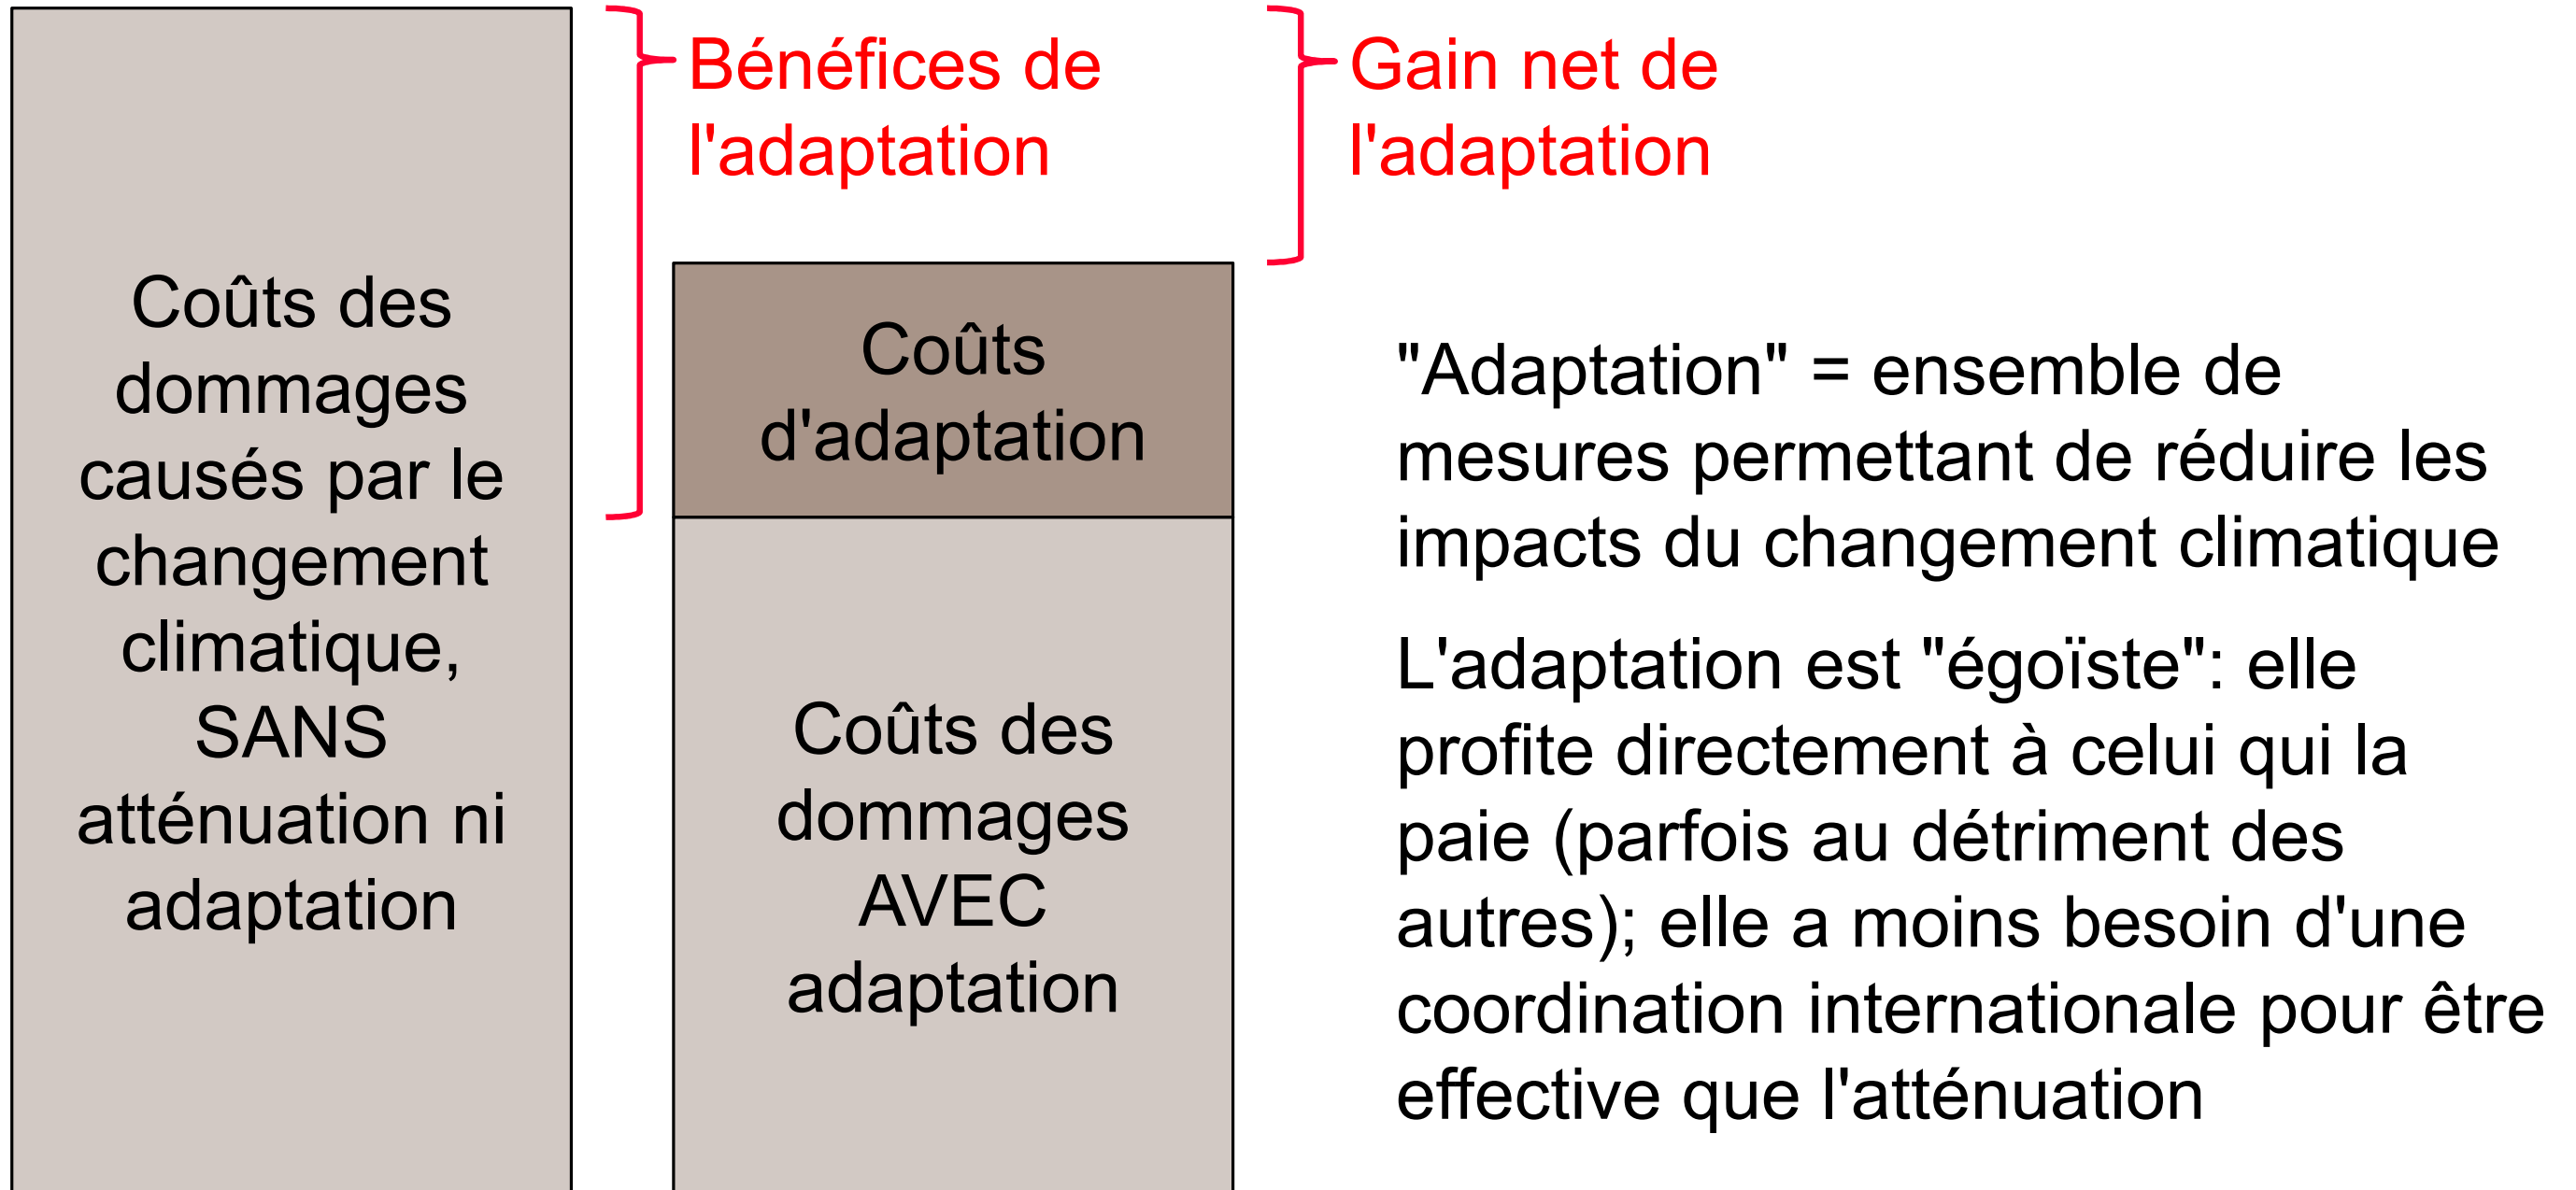 Coûts des
dommages
causés par le
changement
climatique,
SANS
atténuation ni
adaptation
Bénéfices de
l'adaptation
Coûts
d'adaptation
Coûts des
dommages
AVEC
adaptation
Gain net de
l'adaptation
"Adaptation" = ensemble de
mesures permettant de réduire les
impacts du changement climatique
L'adaptation est "égoïste": elle
profite directement à celui qui la
paie (parfois au détriment des
autres); elle a moins besoin d'une
coordination internationale pour être
effective que l'atténuation